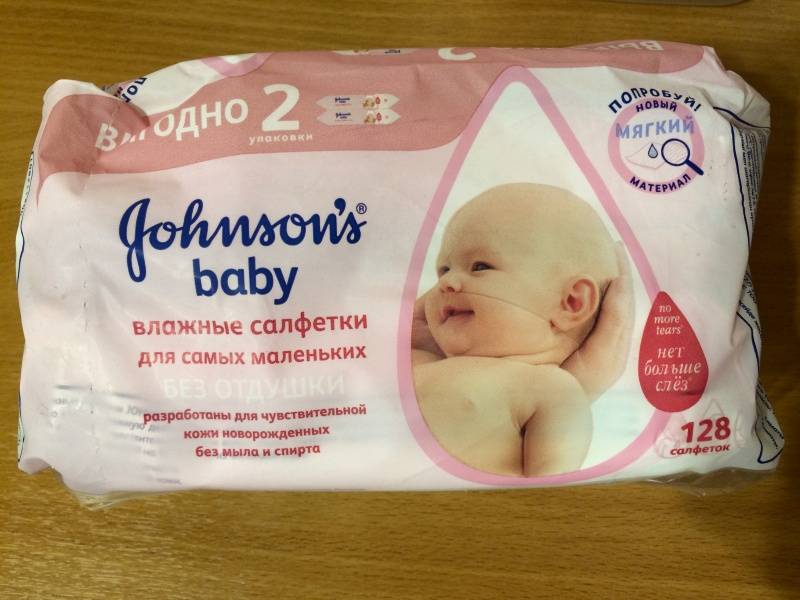 ВЫГОДНО 2
упаковки
ПОПРОБУЙ!
НОВЫЙ
МЯГКИЙ
МАТЕРИАЛ
Johnson's®
baby
влажные салфетки
для самых маленьких
БЕЗ ОТДУШКИ
разработаны для чувствительной
кожи новорожденных
без мыла и спирта
no
more
tears®
нет
больше
слёз®
128
салфеток